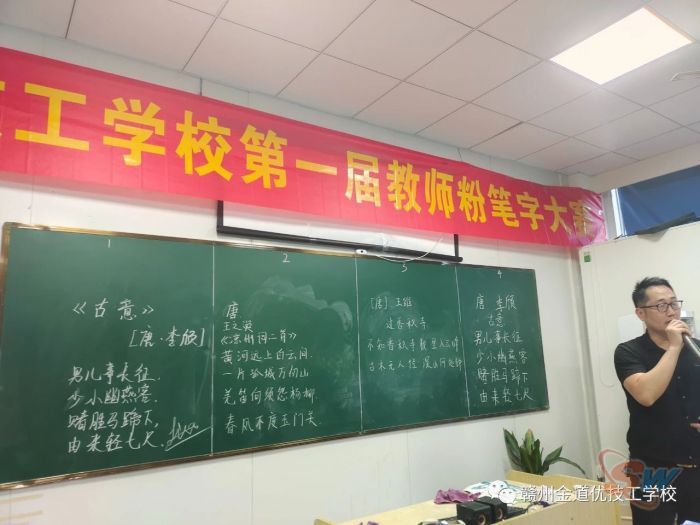 工学校第一届教师粉笔字大赛
1
《古意》
[唐·李颀]
男儿事长征
少小幽燕客
赌胜马蹄下,
由来轻七尺
2
唐
王之涣
《凉州词二首》
黄河远上白云间
一片孤城万仞山
羌笛何须怨杨柳
春风不度玉门关
5
[唐] 王维
过香积寺
不知香积寺 数里入云峰
古木无人径 深山何处钟
4
唐 李颀
古意
男儿事长征
少小幽燕客
赌胜马蹄下
由来轻七尺
SW
赣州金道优技工学校